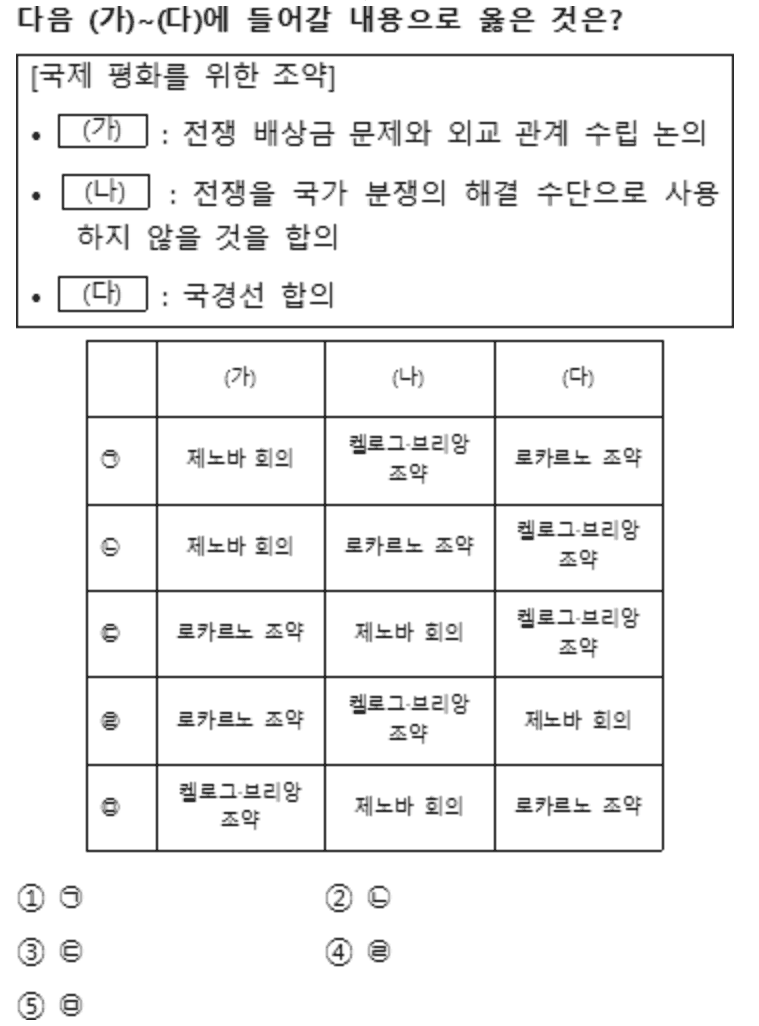 다음 (가)~(다)에 들어갈 내용으로 옳은 것은?
[국제 평화를 위한 조약]
• (가) : 전쟁 배상금 문제와 외교 관계 수립 논의
• (나) : 전쟁을 국가 분쟁의 해결 수단으로 사용
하지 않을 것을 합의
• (다) : 국경선 합의
(가) (나) (다)
㉠ 제노바 회의 켈로그·브리앙 조약 로카르노 조약
㉡ 제노바 회의 로카르노 조약 켈로그·브리앙 조약
㉢ 로카르노 조약 제노바 회의 켈로그·브리앙 조약
㉣ 로카르노 조약 켈로그·브리앙 조약 제노바 회의
㉤ 켈로그·브리앙 조약 제노바 회의 로카르노 조약
① ㉠ ② ㉡
③ ㉢ ④ ㉣
⑤ ㉤